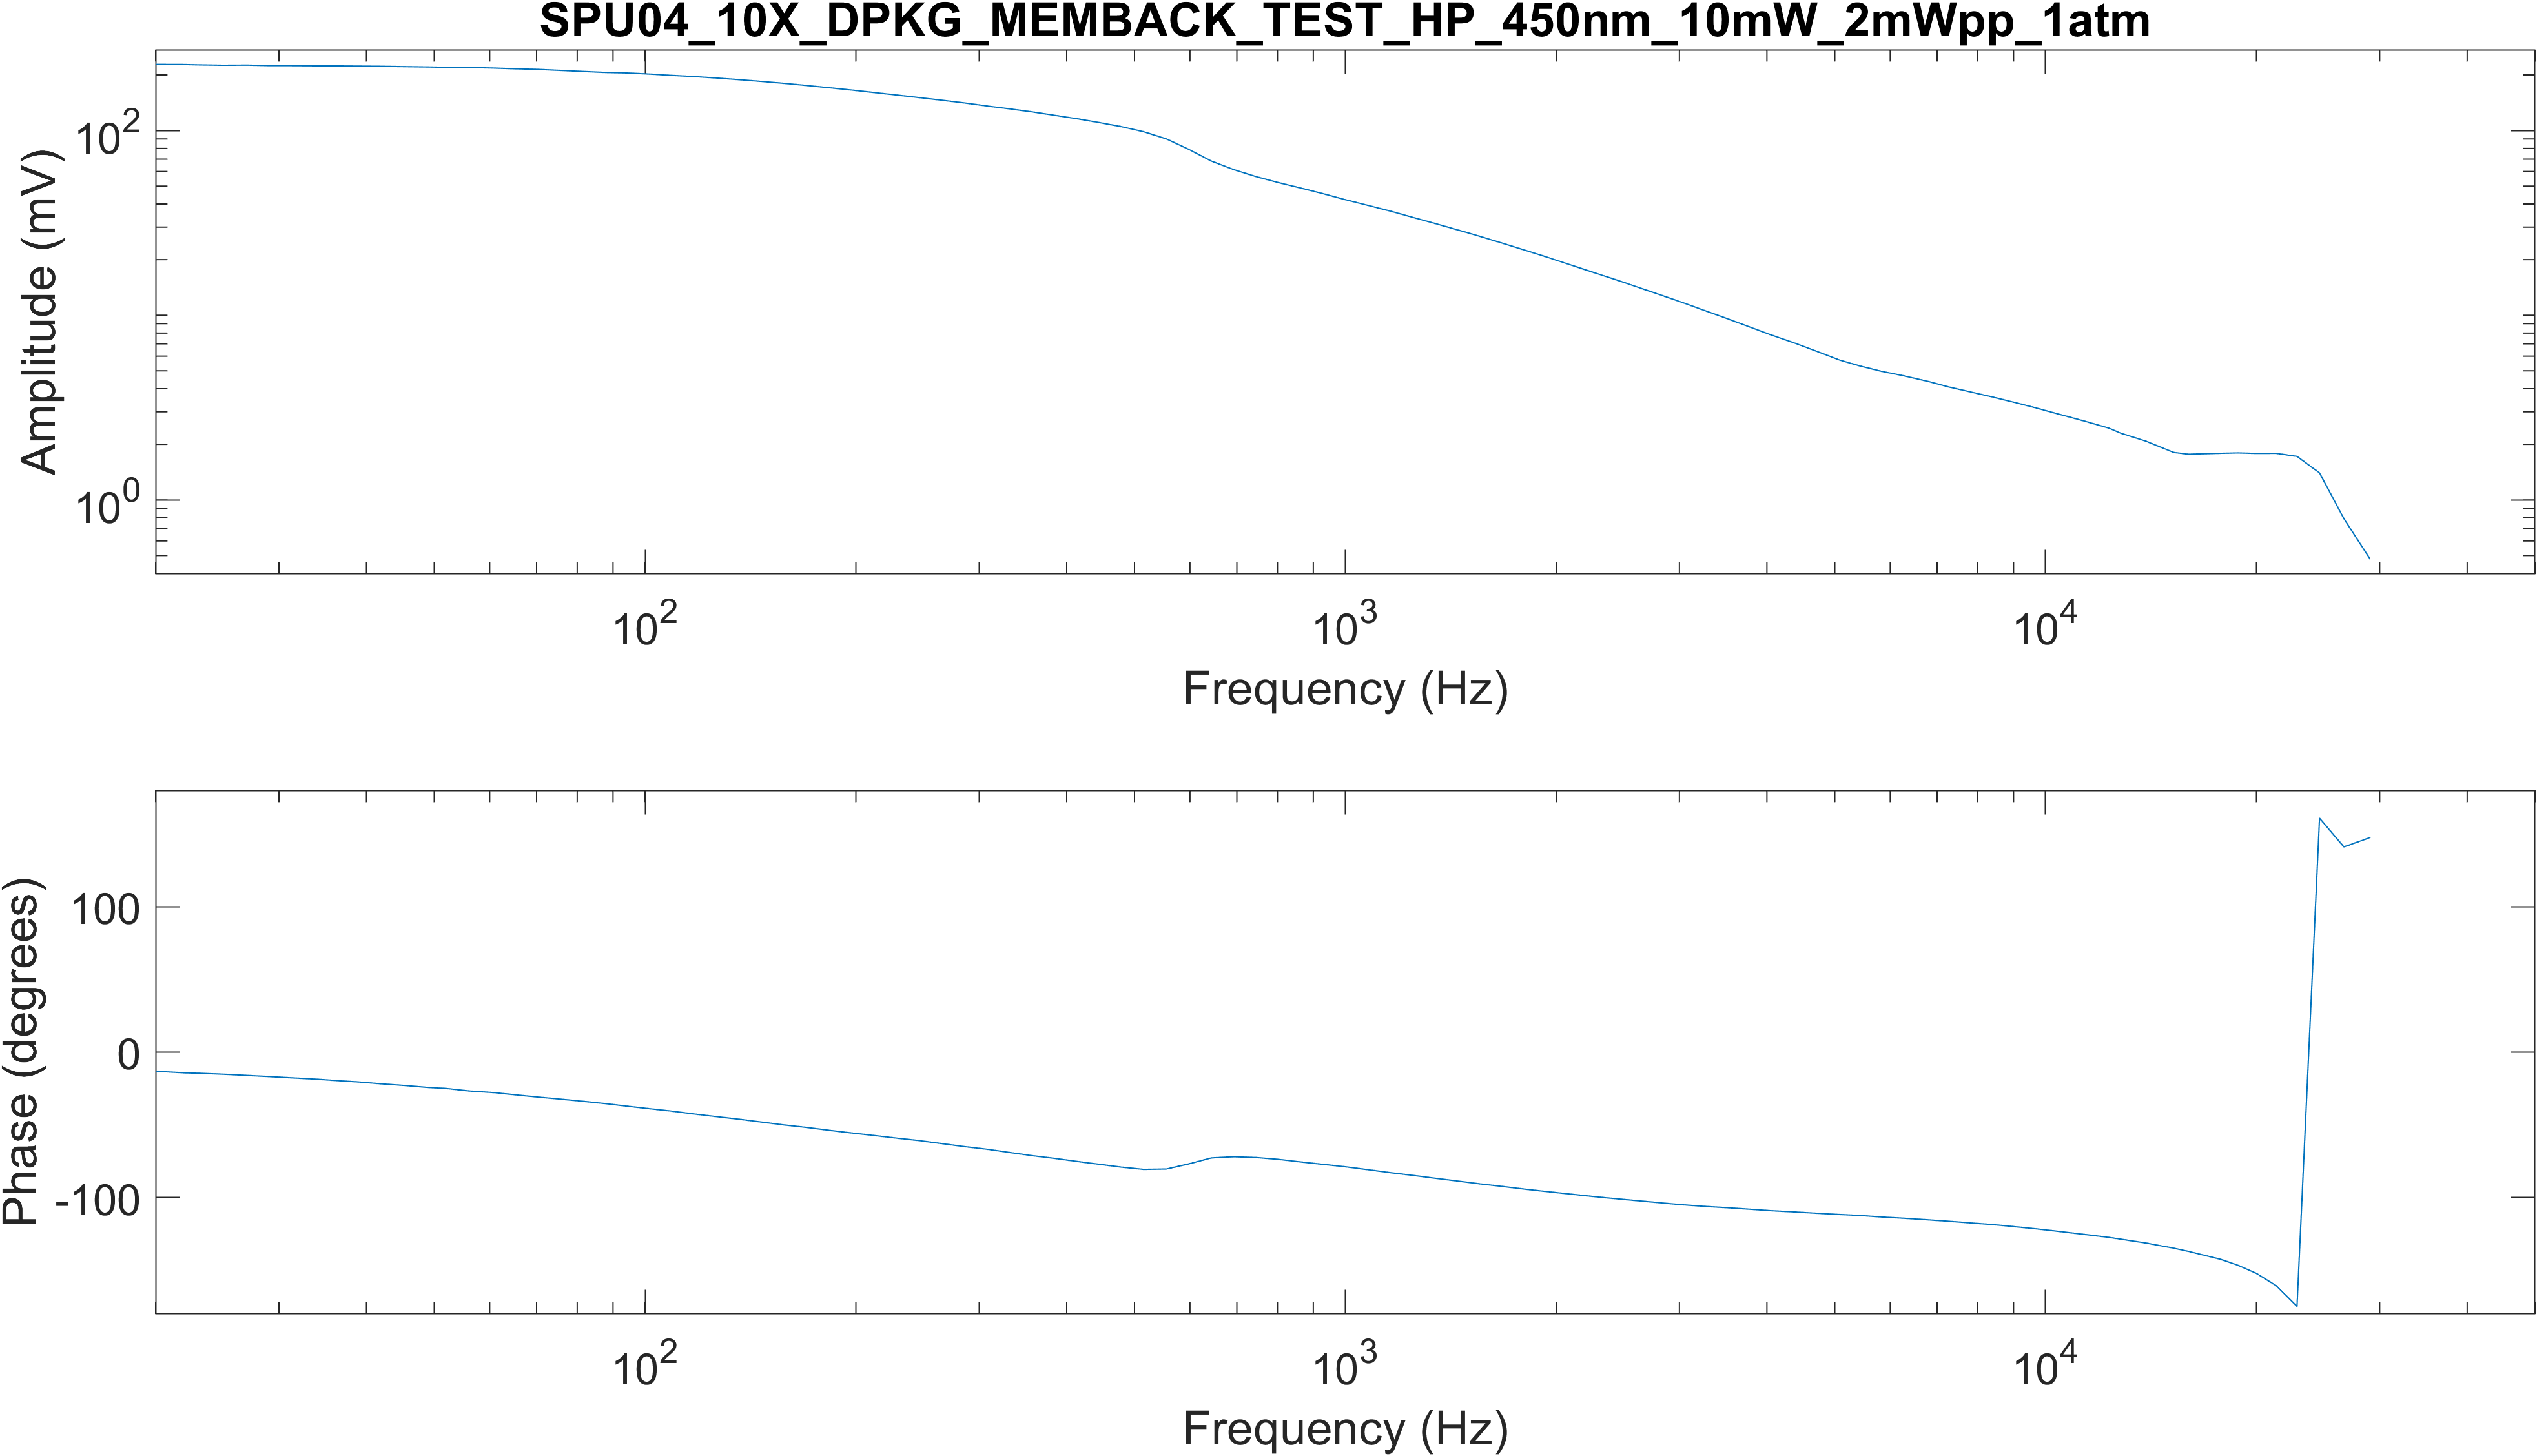 SPU04_10X_DPKG_MEMBACK_TEST_HP_450nm_10mW_2mWpp_1atm
Amplitude (mV)
10^2
10^0
10^2
10^3
10^4
Frequency (Hz)
Phase (degrees)
100
0
-100
10^2
10^3
10^4
Frequency (Hz)